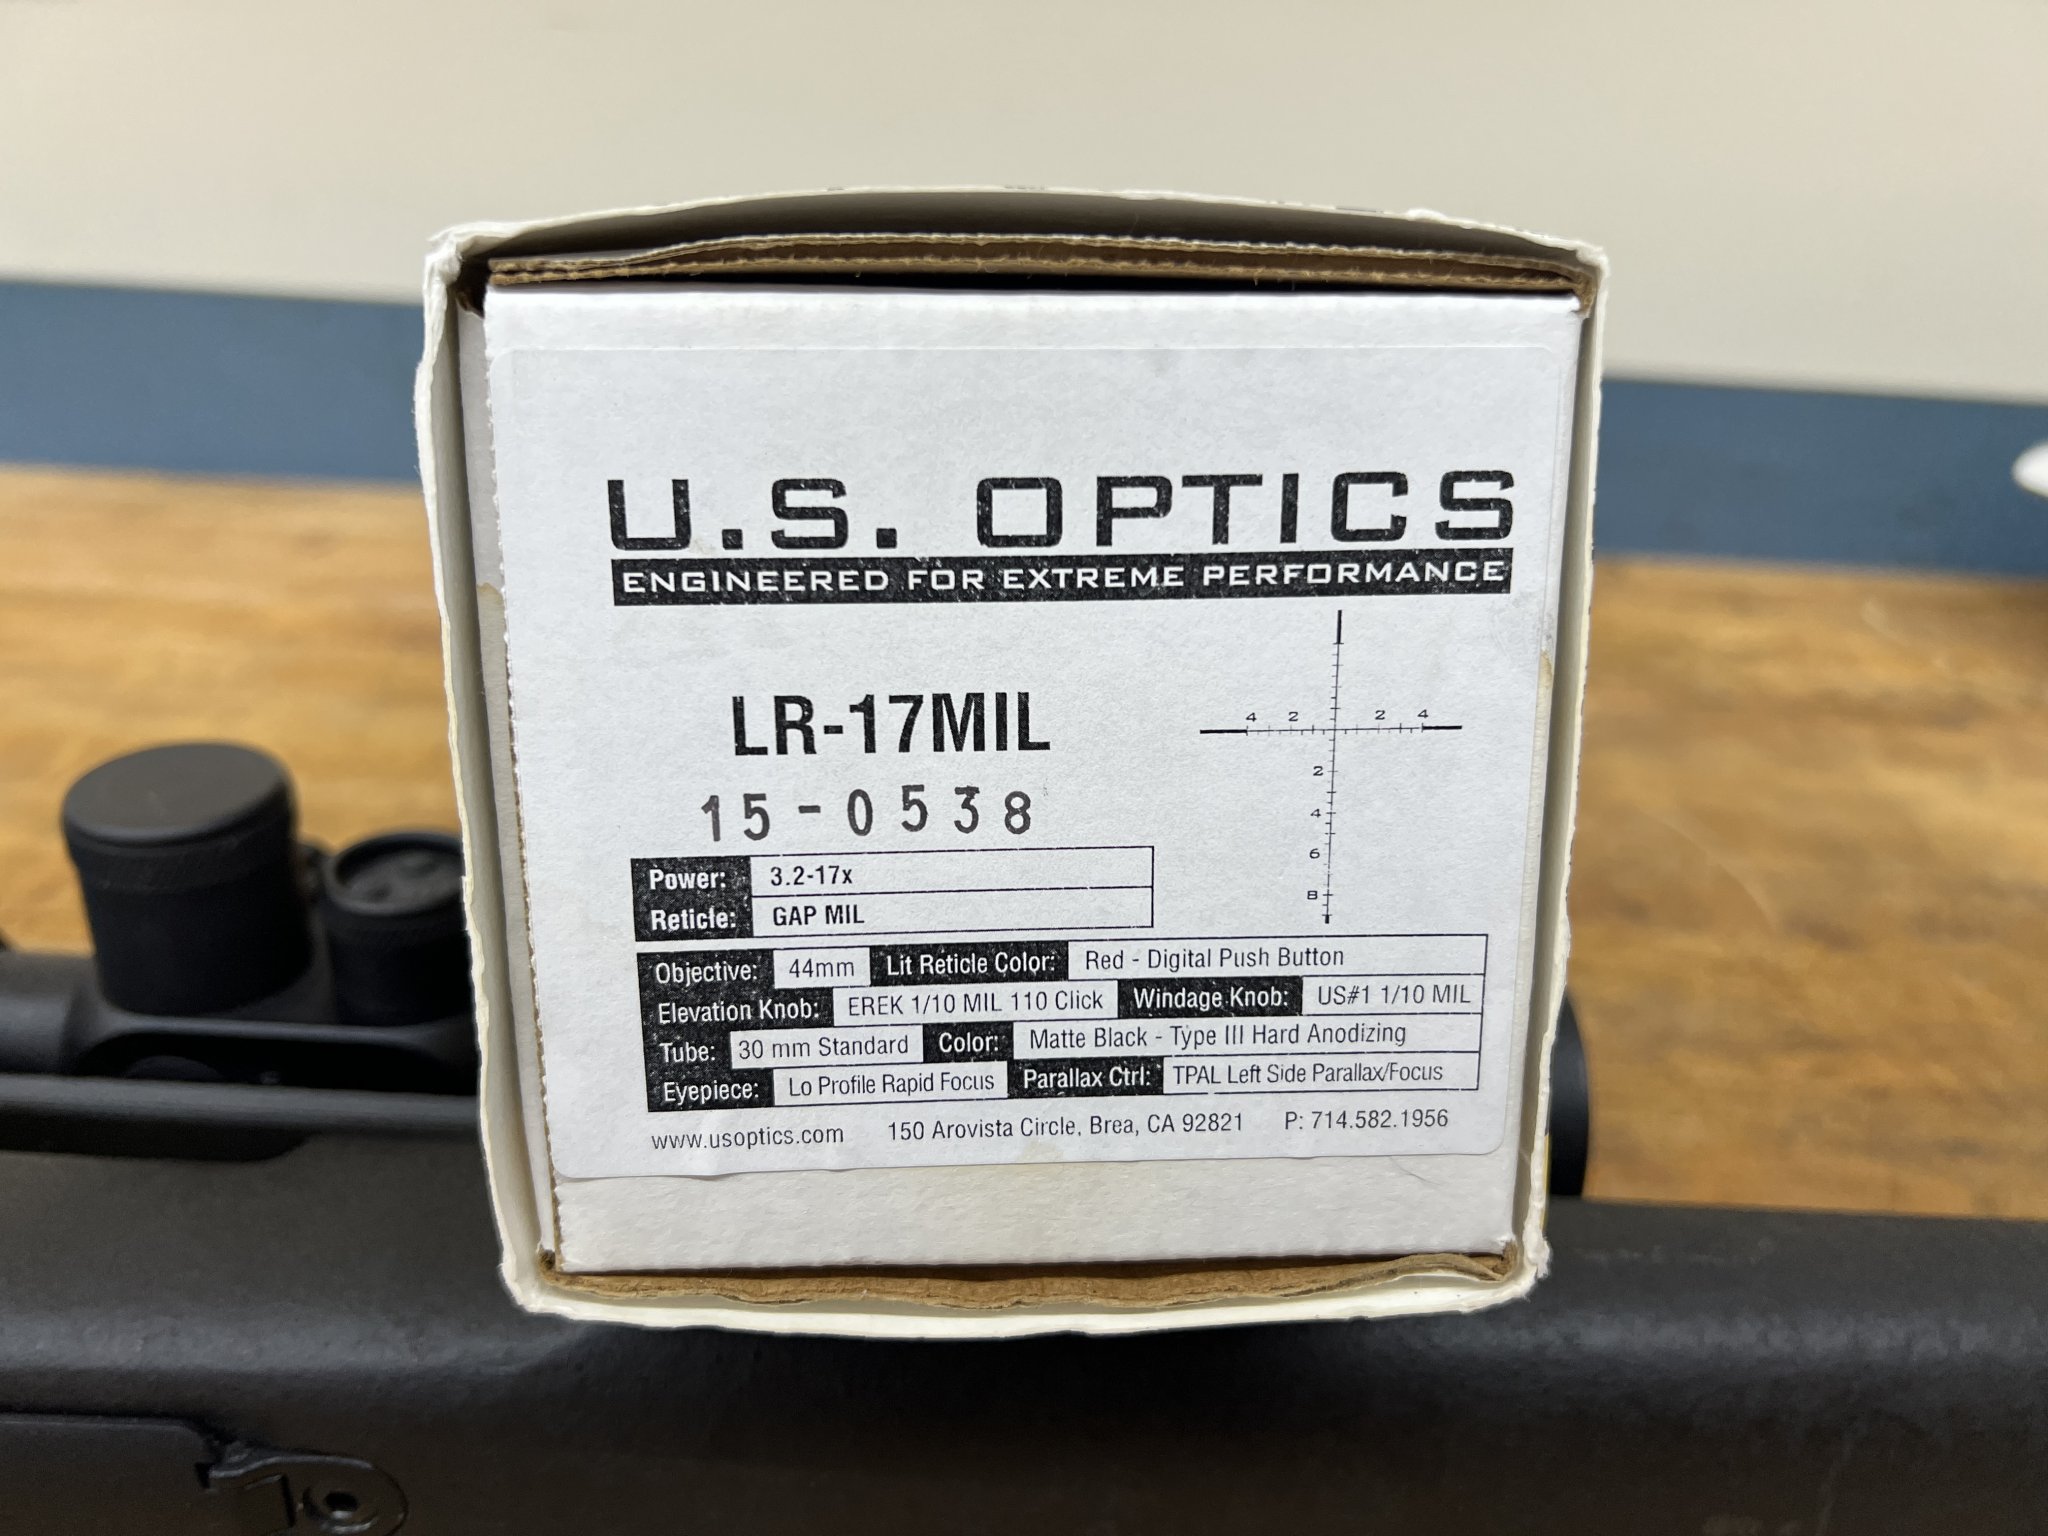 U.S. OPTICS
ENGINEERED FOR EXTREME PERFORMANCE
LR-17MIL
15-0538
4 2 2 4
2
4
6
8
Power: 3.2-17x
Reticle: GAP MIL
Objective: 44mm Lit Reticle Color: Red - Digital Push Button
Elevation Knob: EREK 1/10 MIL 110 Click Windage Knob: US#1 1/10 MIL
Tube: 30 mm Standard Color: Matte Black - Type III Hard Anodizing
Eyepiece: Lo Profile Rapid Focus Parallax Ctrl: TPAL Left Side Parallax/Focus
www.usoptics.com 150 Arovista Circle, Brea, CA 92821 P: 714.582.1956